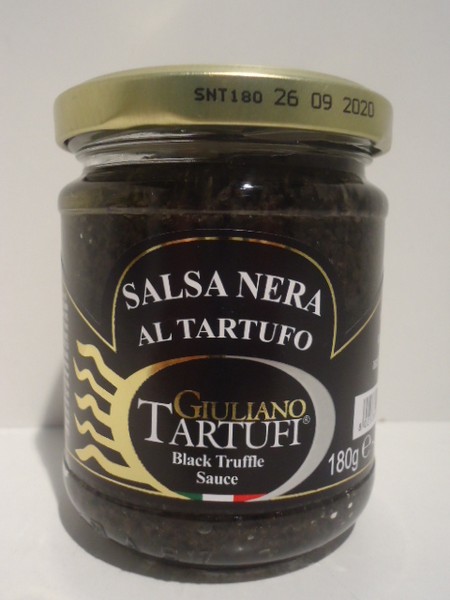 SNT180 26 09 2020
SALSA NERA
AL TARTUFO
GIULIANO
TARTUFI®
Black Truffle
Sauce
180g e